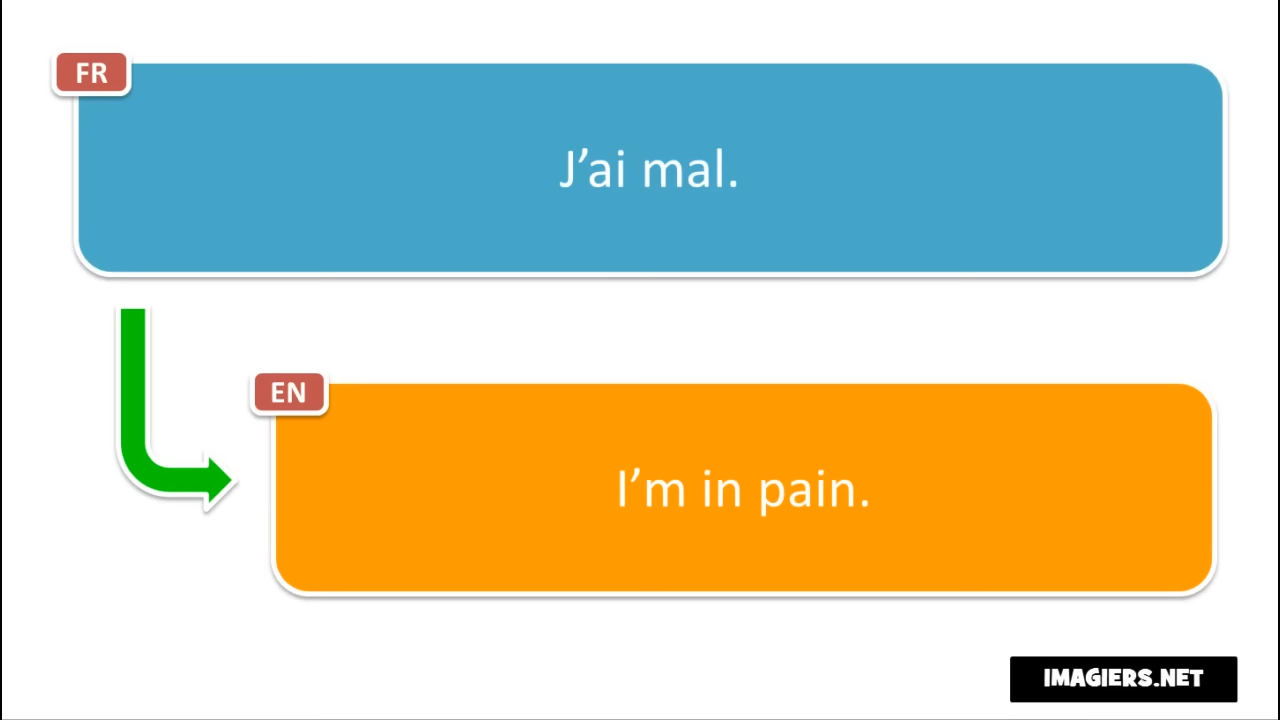 FR
J’ai mal.
EN
I’m in pain.
IMAGIERS.NET